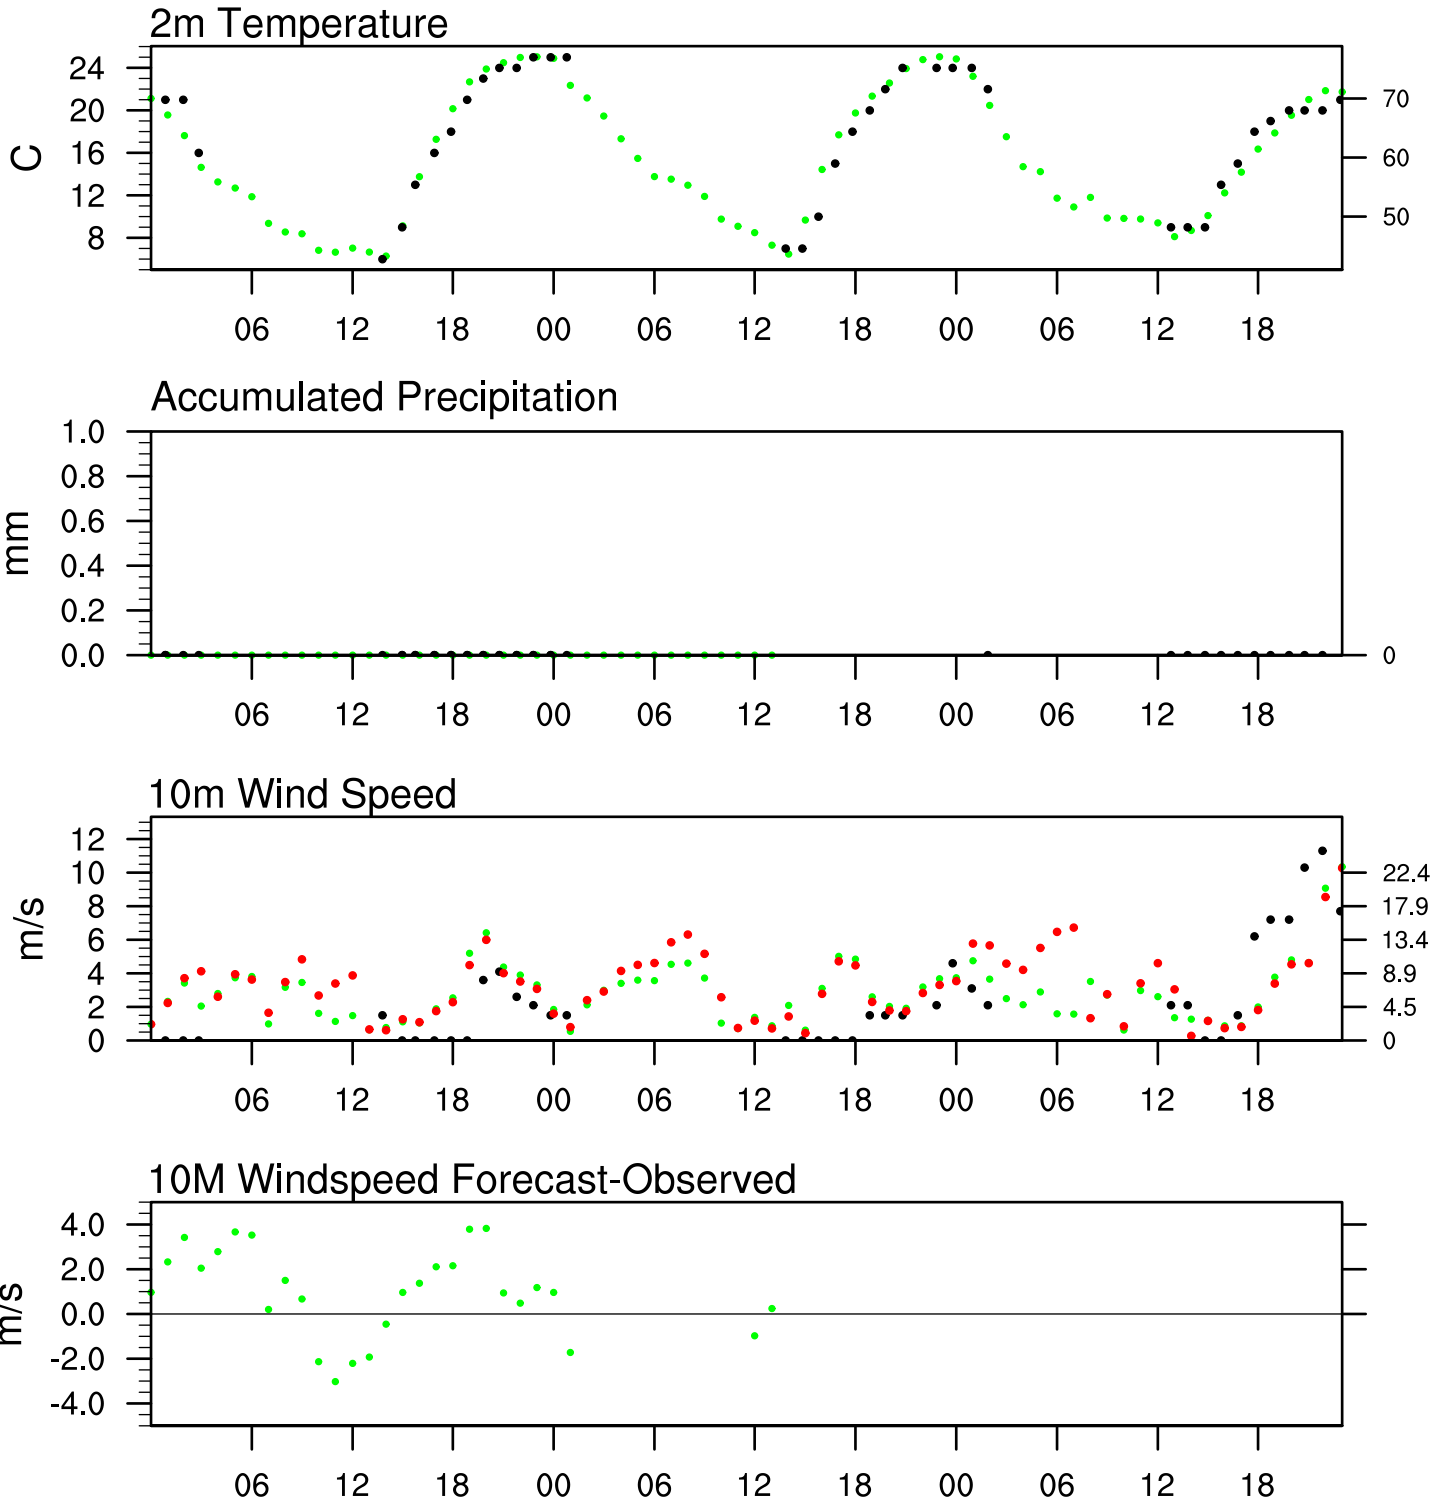 2m Temperature
24
20
16
12
8
C
70
60
50
06 12 18 00 06 12 18 00 06 12 18
Accumulated Precipitation
1.0
0.8
0.6
0.4
0.2
0.0
mm
0
06 12 18 00 06 12 18 00 06 12 18
10m Wind Speed
12
10
8
6
4
2
0
m/s
22.4
17.9
13.4
8.9
4.5
0
06 12 18 00 06 12 18 00 06 12 18
10M Windspeed Forecast-Observed
4.0
2.0
0.0
-2.0
-4.0
m/s
06 12 18 00 06 12 18 00 06 12 18